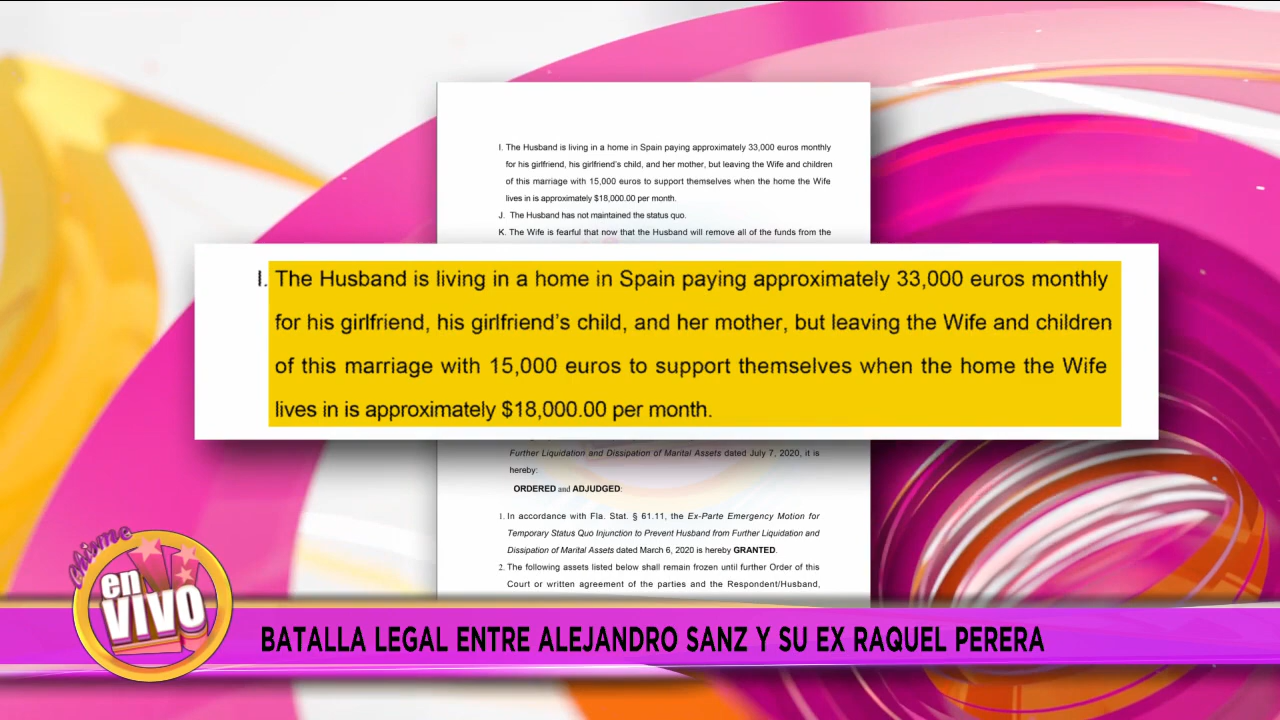 I. The Husband is living in a home in Spain paying approximately 33,000 euros monthly
for his girlfriend, his girlfriend's child, and her mother, but leaving the Wife and children
of this marriage with 15,000 euros to support themselves when the home the Wife
lives in is approximately $18,000.00 per month.
J. The Husband has not maintained the status quo.
K. The Wife is fearful that now that the Husband will remove all of the funds from the
I. The Husband is living in a home in Spain paying approximately 33,000 euros monthly
for his girlfriend, his girlfriend's child, and her mother, but leaving the Wife and children
of this marriage with 15,000 euros to support themselves when the home the Wife
lives in is approximately $18,000.00 per month.
Further Liquidation and Dissipation of Marital Assets dated July 7, 2020, it is
hereby:
ORDERED and ADJUDGED:
1. In accordance with Fla. Stat. § 61.11, the Ex-Parte Emergency Motion for
Temporary Status Quo Injunction to Prevent Husband from Further Liquidation and
Dissipation of Marital Assets dated March 6, 2020 is hereby GRANTED.
2. The following assets listed below shall remain frozen until further Order of this
Court or written agreement of the parties and the Respondent/Husband,
chisme
en
VIVO
BATALLA LEGAL ENTRE ALEJANDRO SANZ Y SU EX RAQUEL PERERA